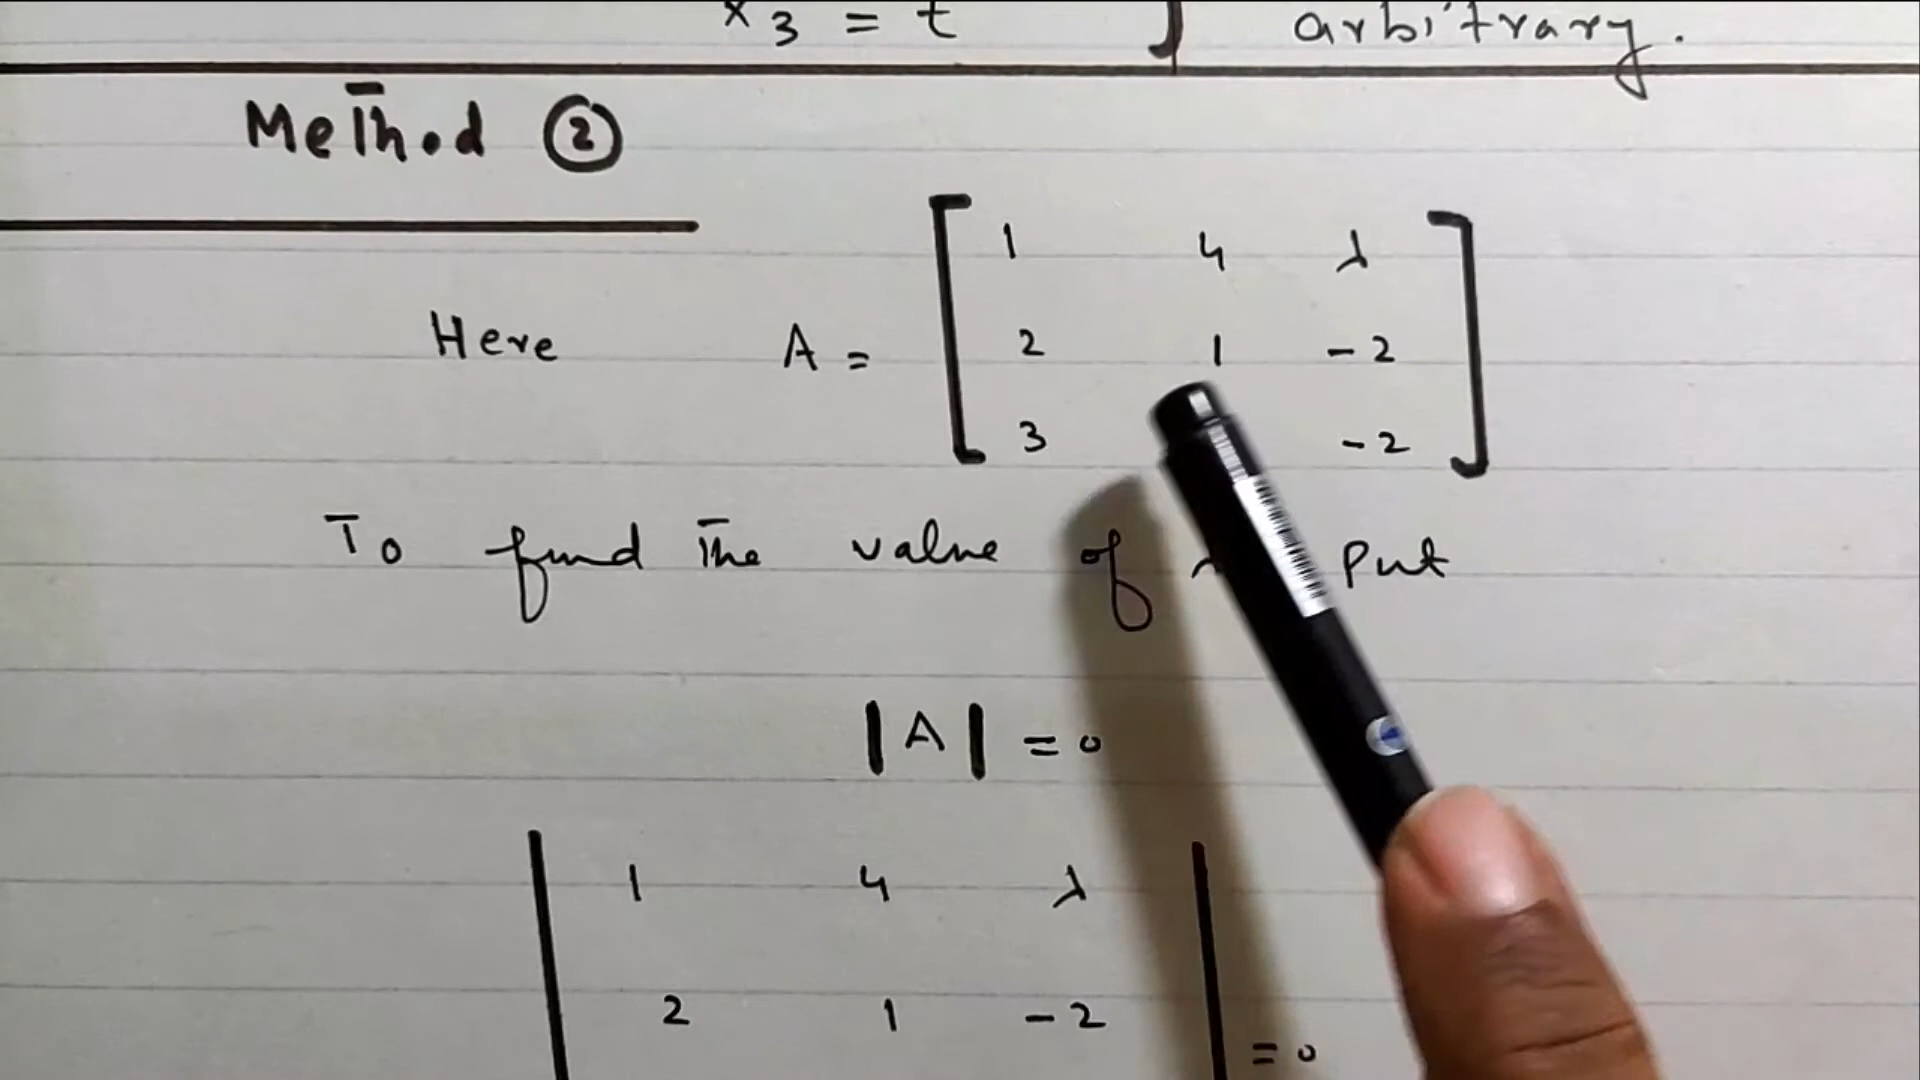 x3 = t arbitrary.
Method ②
Here A = [ 1 4 λ
2 1 -2
3 -2 ]
To find the value of put
|A| = 0
| 1 4 λ
2 1 -2 | = 0